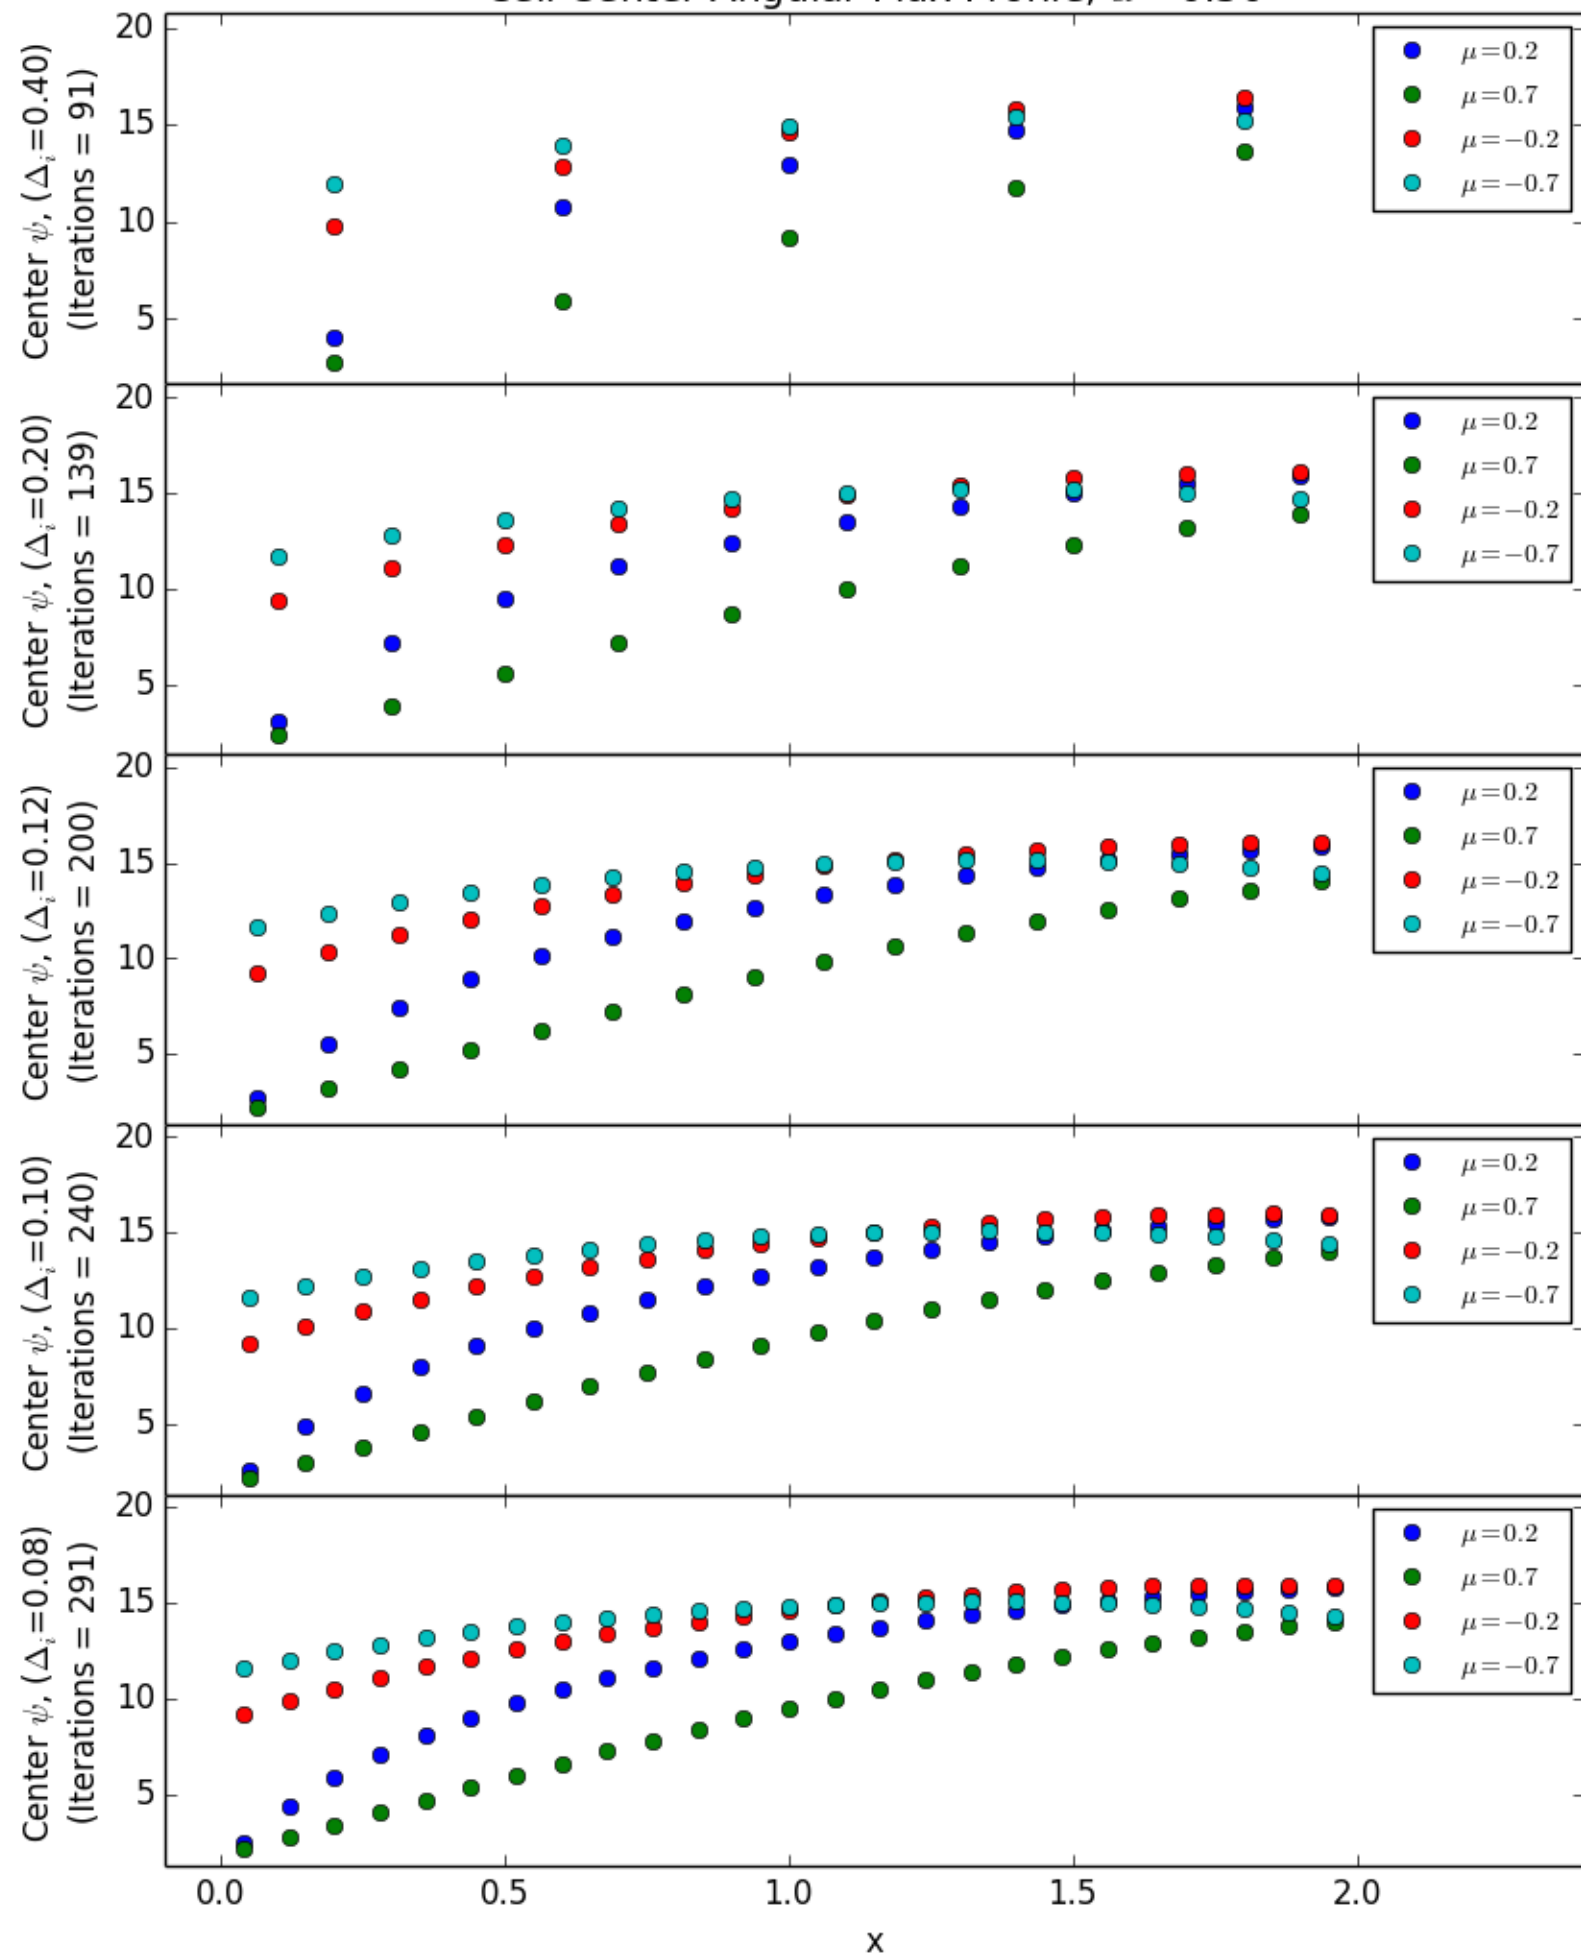 20
15
10
5
Center ψ, (Δ_i=0.40)
(Iterations = 91)
μ=0.2
μ=0.7
μ=−0.2
μ=−0.7
20
15
10
5
Center ψ, (Δ_i=0.20)
(Iterations = 139)
μ=0.2
μ=0.7
μ=−0.2
μ=−0.7
20
15
10
5
Center ψ, (Δ_i=0.12)
(Iterations = 200)
μ=0.2
μ=0.7
μ=−0.2
μ=−0.7
20
15
10
5
Center ψ, (Δ_i=0.10)
(Iterations = 240)
μ=0.2
μ=0.7
μ=−0.2
μ=−0.7
20
15
10
5
Center ψ, (Δ_i=0.08)
(Iterations = 291)
μ=0.2
μ=0.7
μ=−0.2
μ=−0.7
0.0 0.5 1.0 1.5 2.0
x